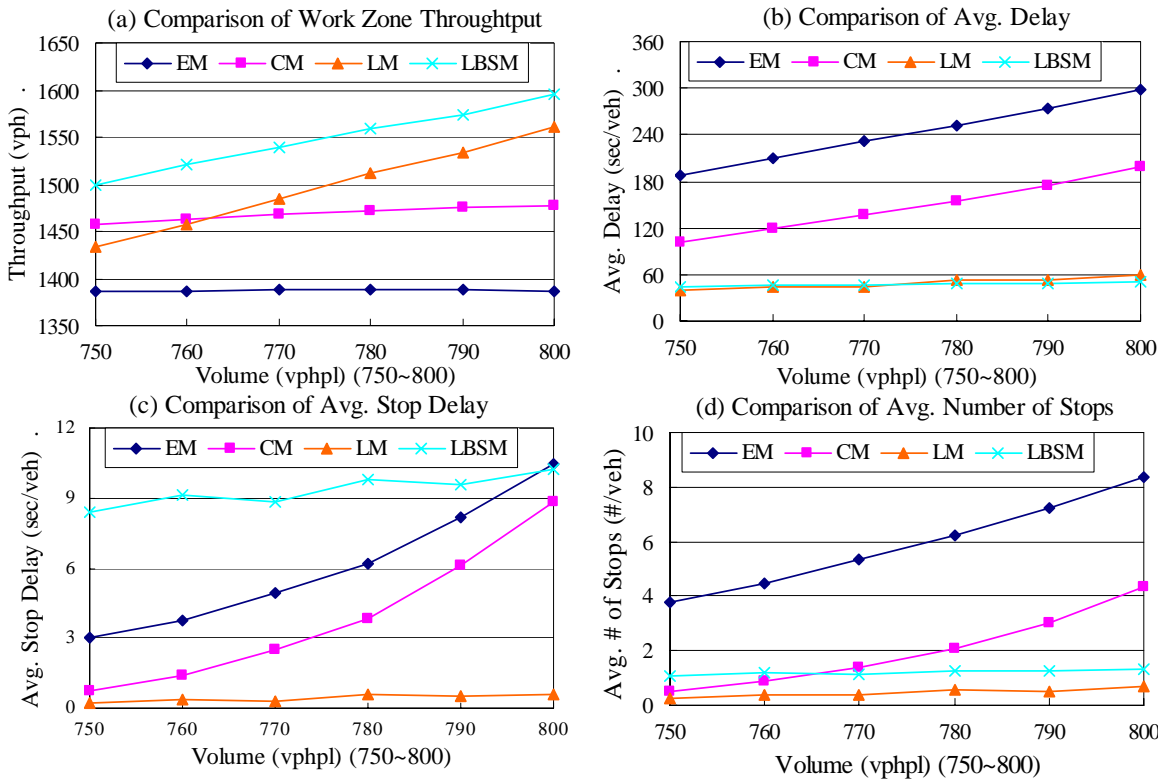 (a) Comparison of Work Zone Throughtput
EM CM LM LBSM
Throughput (vph) .
1650
1600
1550
1500
1450
1400
1350
750 760 770 780 790 800
Volume (vphpl) (750~800)
(b) Comparison of Avg. Delay
EM CM LM LBSM
Avg. Delay (sec/veh) .
360
300
240
180
120
60
0
750 760 770 780 790 800
Volume (vphpl) (750~800)
(c) Comparison of Avg. Stop Delay
EM CM LM LBSM
Avg. Stop Delay (sec/veh) .
12
9
6
3
0
750 760 770 780 790 800
Volume (vphpl) (750~800)
(d) Comparison of Avg. Number of Stops
EM CM LM LBSM
Avg. # of Stops (#/veh)
10
8
6
4
2
0
750 760 770 780 790 800
Volume (vphpl) (750~800)